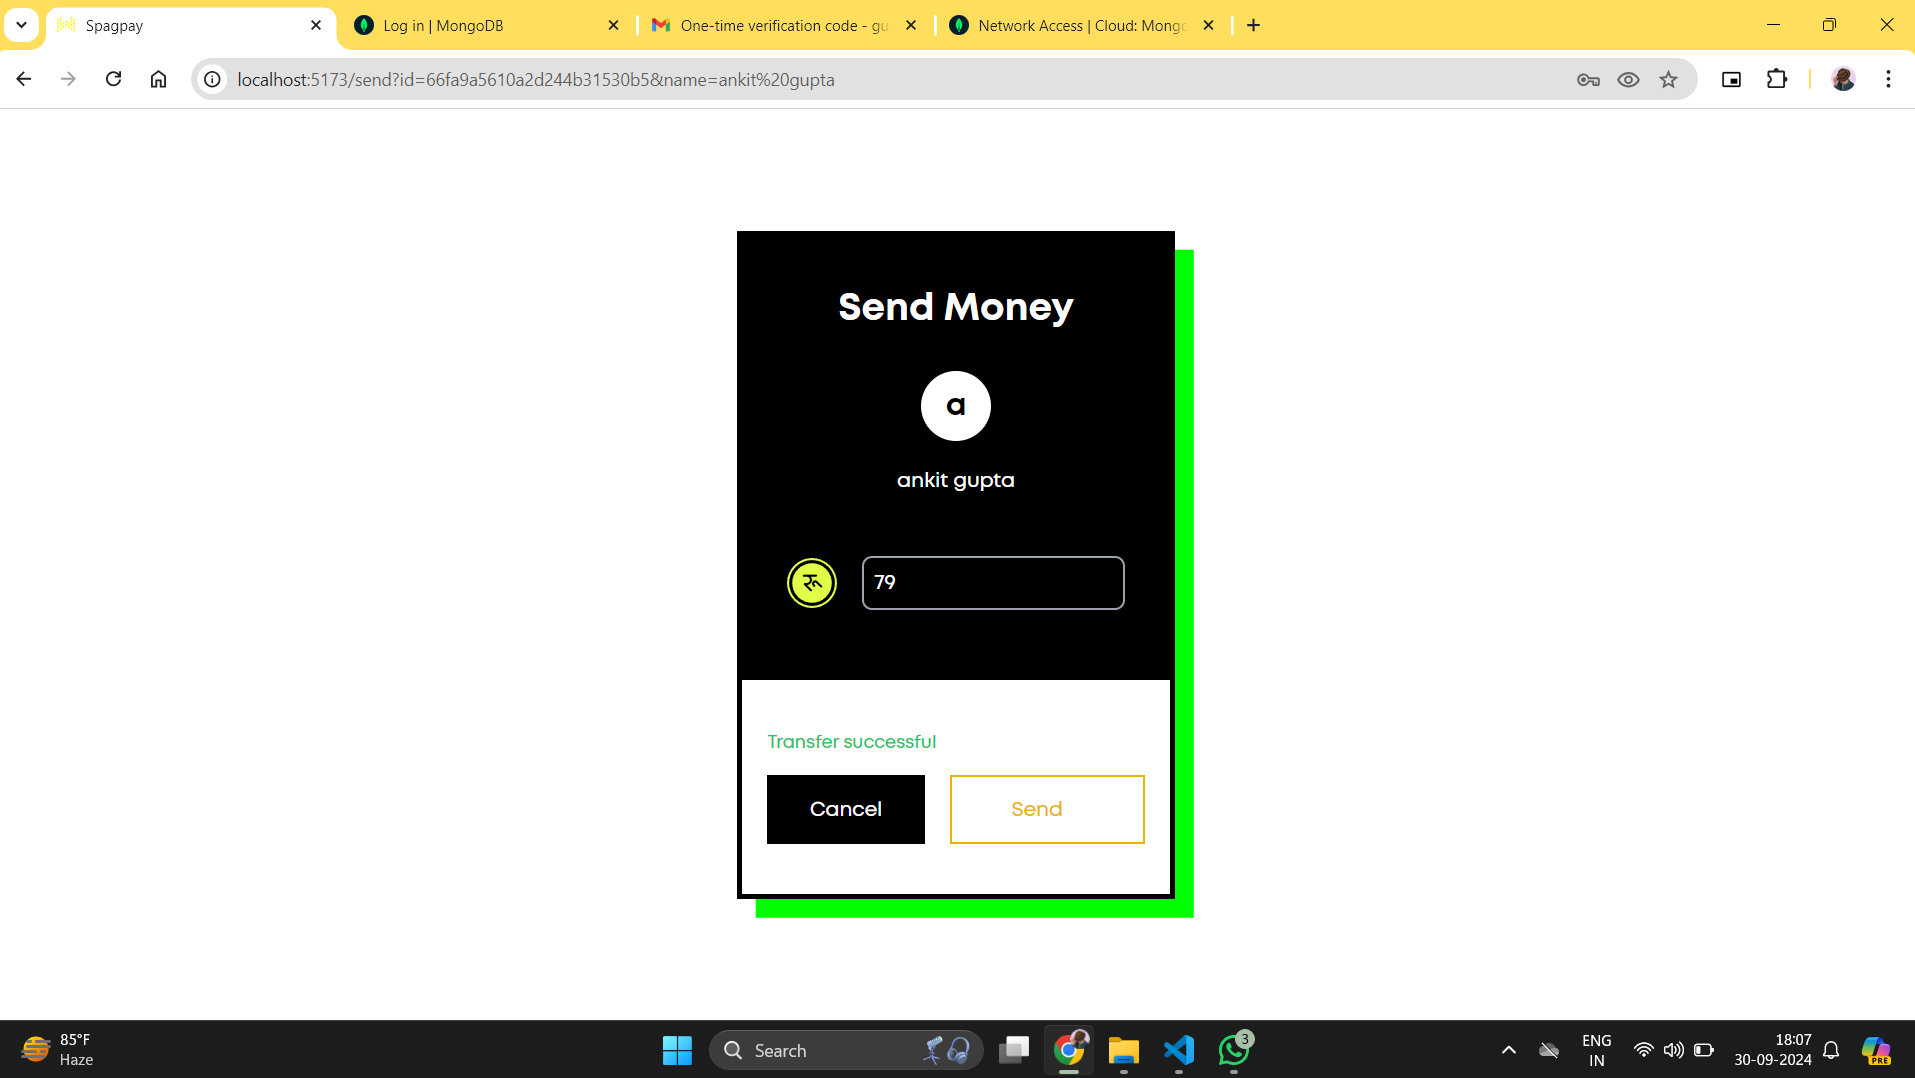 Spagpay
Log in | MongoDB
One-time verification code - gu
Network Access | Cloud: Mongo
localhost:5173/send?id=66fa9a5610a2d244b31530b5&name=ankit%20gupta
Send Money
a
ankit gupta
रू
79
Transfer successful
Cancel
Send
85°F
Haze
Search
3
ENG
IN
18:07
30-09-2024
PRE